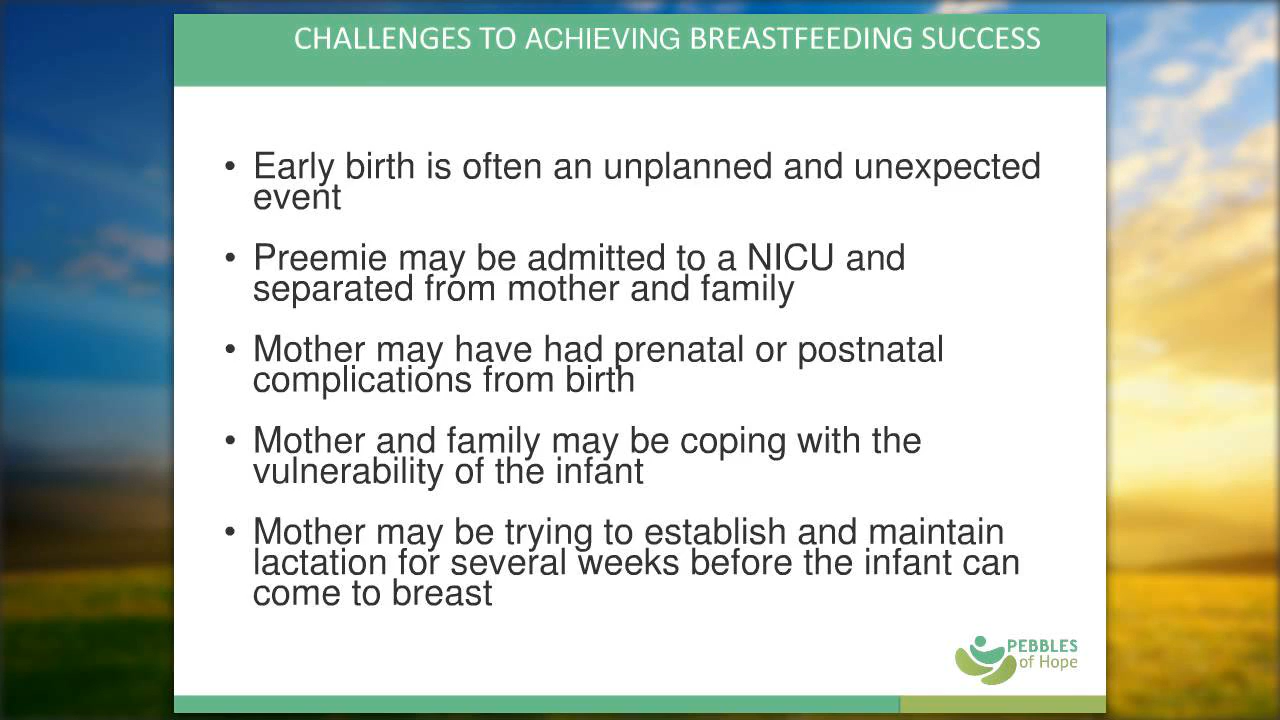 CHALLENGES TO ACHIEVING BREASTFEEDING SUCCESS
• Early birth is often an unplanned and unexpected
event
• Preemie may be admitted to a NICU and
separated from mother and family
• Mother may have had prenatal or postnatal
complications from birth
• Mother and family may be coping with the
vulnerability of the infant
• Mother may be trying to establish and maintain
lactation for several weeks before the infant can
come to breast
PEBBLES
of Hope